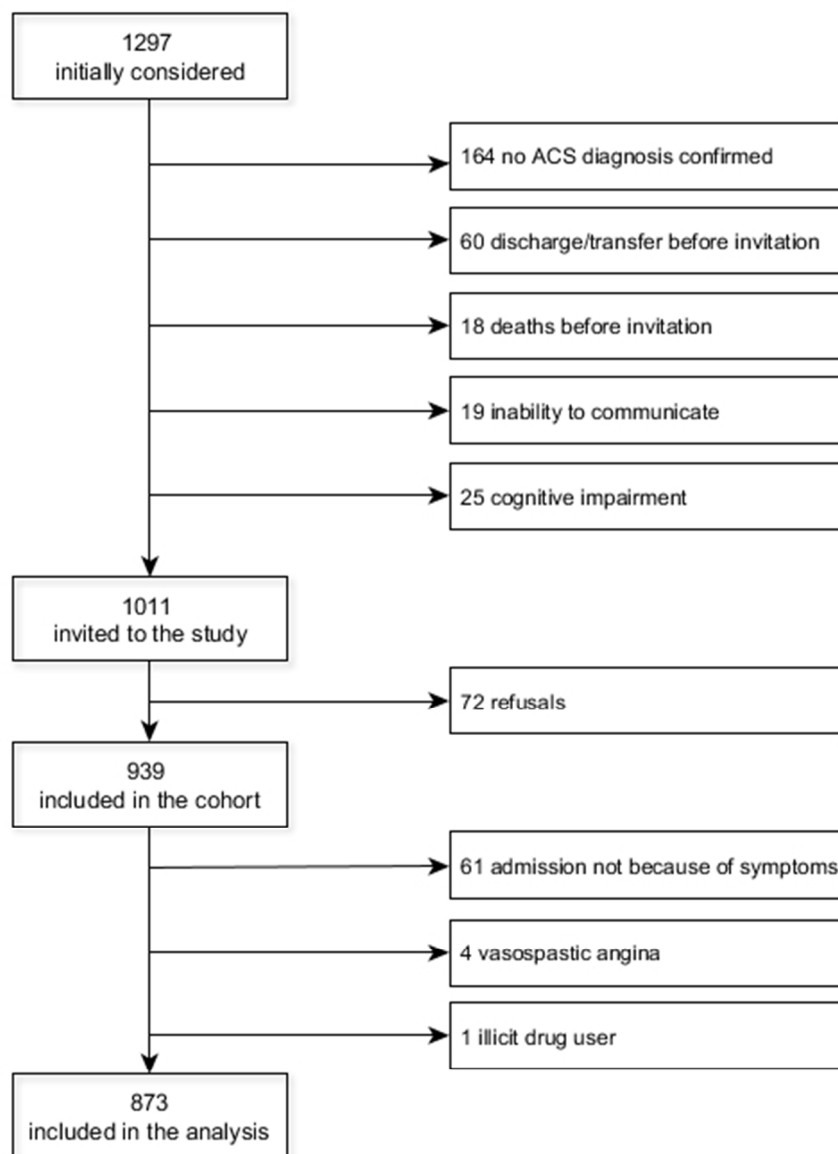 1297
initially considered
164 no ACS diagnosis confirmed
60 discharge/transfer before invitation
18 deaths before invitation
19 inability to communicate
25 cognitive impairment
1011
invited to the study
72 refusals
939
included in the cohort
61 admission not because of symptoms
4 vasospastic angina
1 illicit drug user
873
included in the analysis